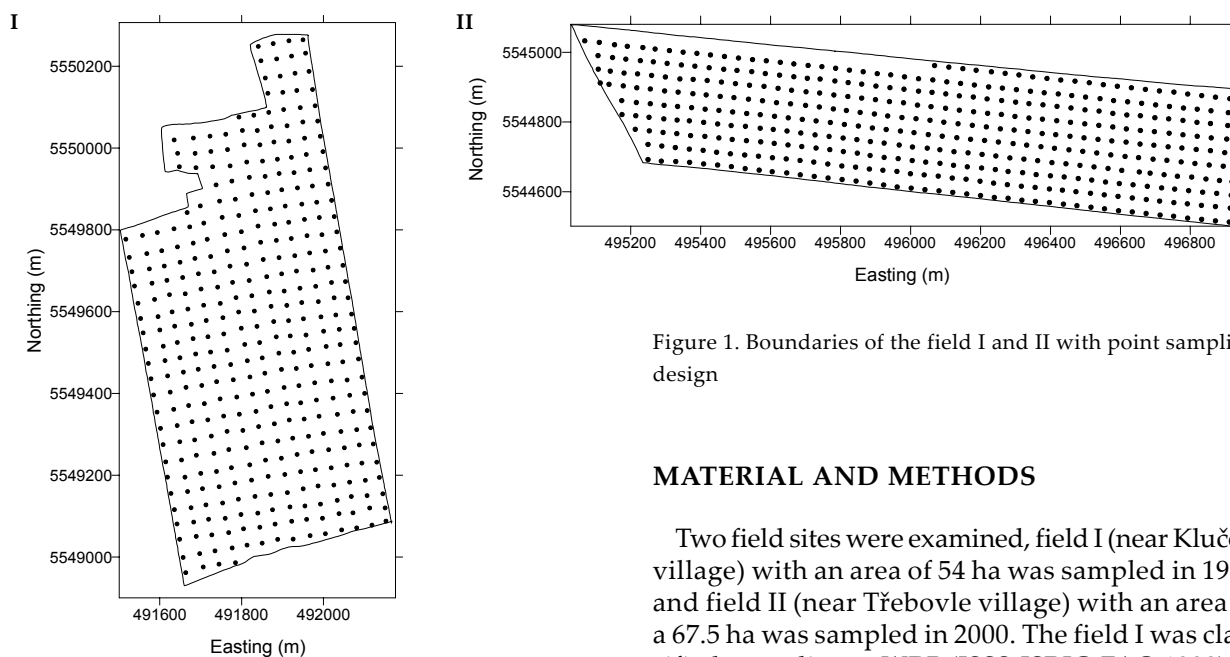 I
5550200
5550000
5549800
5549600
5549400
5549200
5549000
Northing (m)
491600 491800 492000
Easting (m)
II
5545000
5544800
5544600
Northing (m)
495200 495400 495600 495800 496000 496200 496400 496600 496800
Easting (m)
Figure 1. Boundaries of the field I and II with point sampli
design
MATERIAL AND METHODS
Two field sites were examined, field I (near Kluč
village) with an area of 54 ha was sampled in 19
and field II (near Třebovle village) with an area
a 67.5 ha was sampled in 2000. The field I was cla